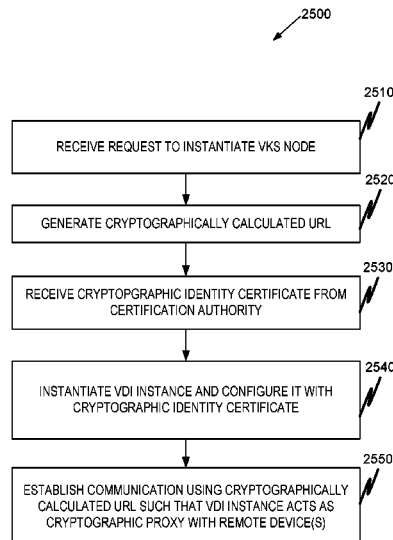 2500
2510
RECEIVE REQUEST TO INSTANTIATE VKS NODE
2520
GENERATE CRYPTOGRAPHICALLY CALCULATED URL
2530
RECEIVE CRYPTOPGRAPHIC IDENTITY CERTIFICATE FROM
CERTIFICATION AUTHORITY
2540
INSTANTIATE VDI INSTANCE AND CONFIGURE IT WITH
CRYPTOGRAPHIC IDENTITY CERTIFICATE
2550
ESTABLISH COMMUNICATION USING CRYPTOGRAPHICALLY
CALCULATED URL SUCH THAT VDI INSTANCE ACTS AS
CRYPTOGRAPHIC PROXY WITH REMOTE DEVICE(S)